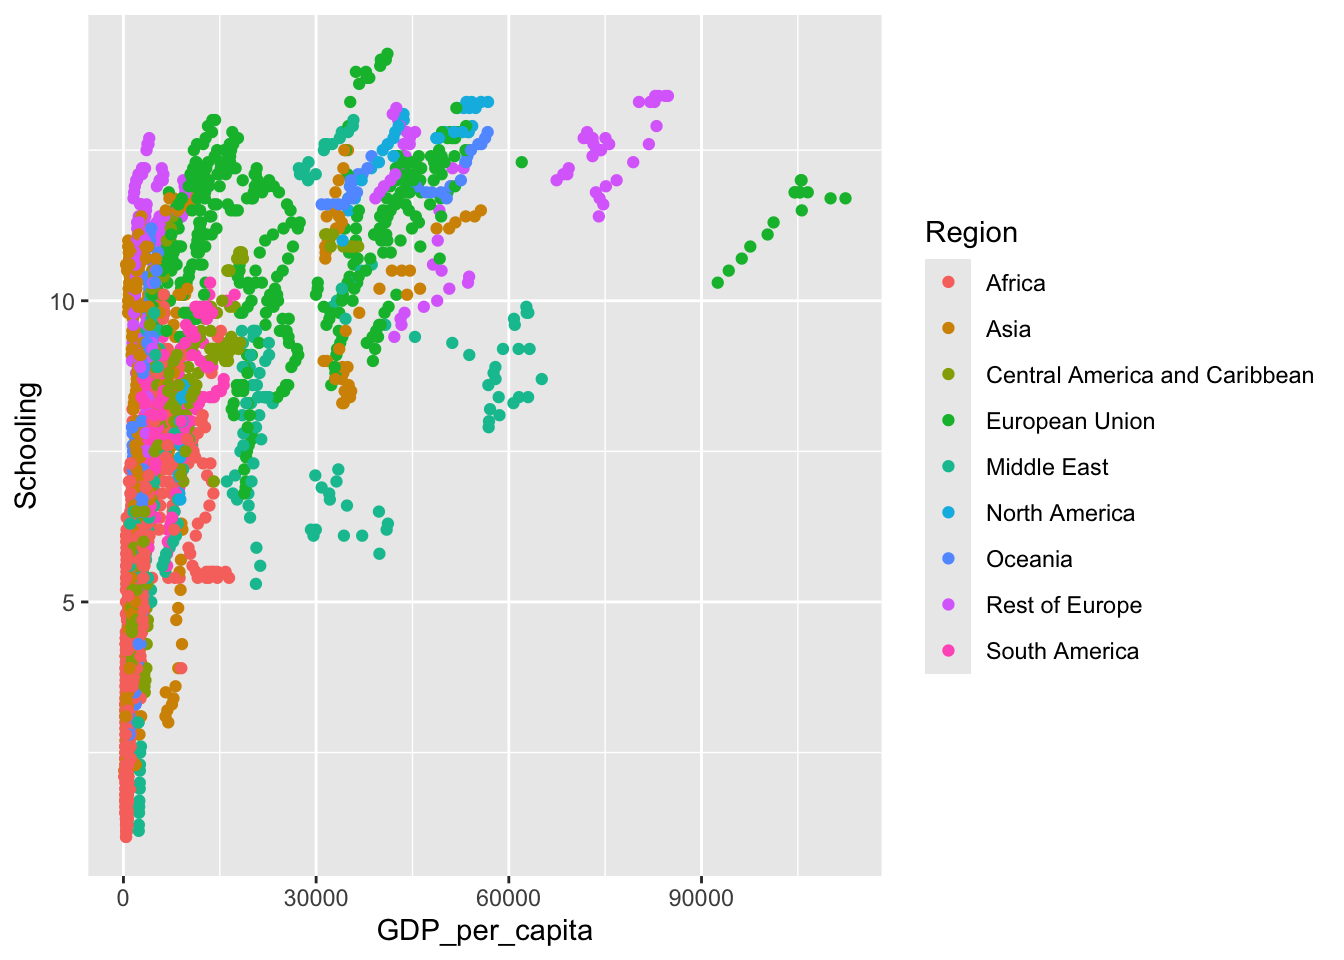 Schooling
10
5
0
30000
60000
90000
GDP_per_capita
Region
Africa
Asia
Central America and Caribbean
European Union
Middle East
North America
Oceania
Rest of Europe
South America